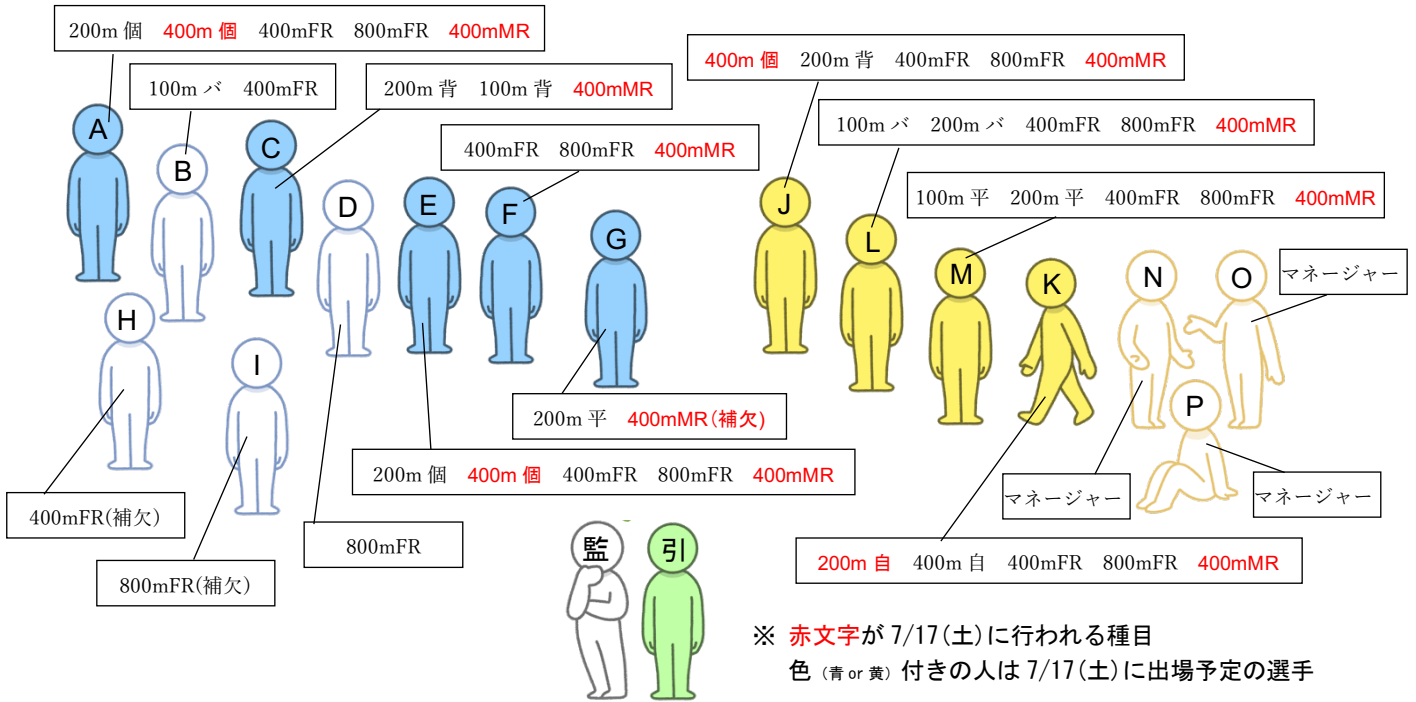 200m 個 400m 個 400mFR 800mFR 400mMR
400m 個 200m 背 400mFR 800mFR 400mMR
100m バ 400mFR
200m 背 100m 背 400mMR
100m バ 200m バ 400mFR 800mFR 400mMR
400mFR 800mFR 400mMR
100m 平 200m 平 400mFR 800mFR 400mMR
A
B
C
D
E
F
G
J
L
M
K
N
O
マネージャー
H
I
P
200m 平 400mMR(補欠)
200m 個 400m 個 400mFR 800mFR 400mMR
マネージャー
マネージャー
400mFR(補欠)
800mFR
800mFR(補欠)
監
引
200m 自 400m 自 400mFR 800mFR 400mMR
※ 赤文字が 7/17(土)に行われる種目
色（青 or 黄）付きの人は 7/17(土)に出場予定の選手